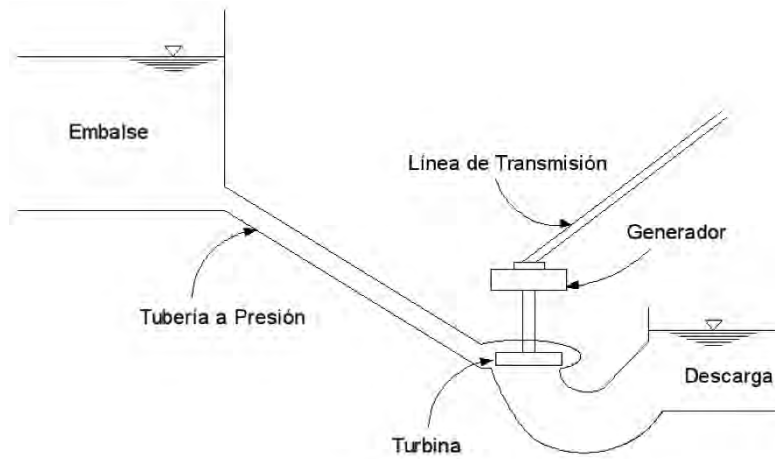 Embalse
Línea de Transmisión
Generador
Tubería a Presión
Descarga
Turbina